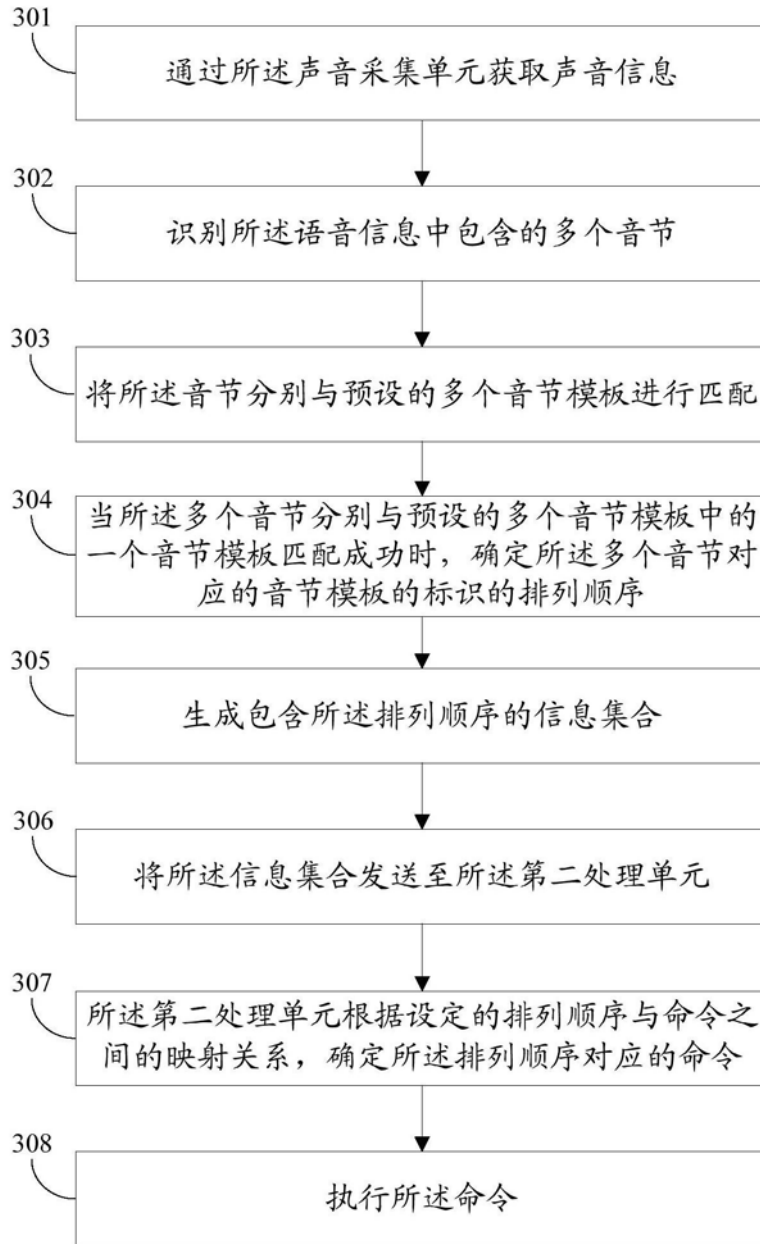 301
通过所述声音采集单元获取声音信息
302
识别所述语音信息中包含的多个音节
303
将所述音节分别与预设的多个音节模板进行匹配
304
当所述多个音节分别与预设的多个音节模板中的
一个音节模板匹配成功时，确定所述多个音节对
应的音节模板的标识的排列顺序
305
生成包含所述排列顺序的信息集合
306
将所述信息集合发送至所述第二处理单元
307
所述第二处理单元根据设定的排列顺序与命令之
间的映射关系，确定所述排列顺序对应的命令
308
执行所述命令